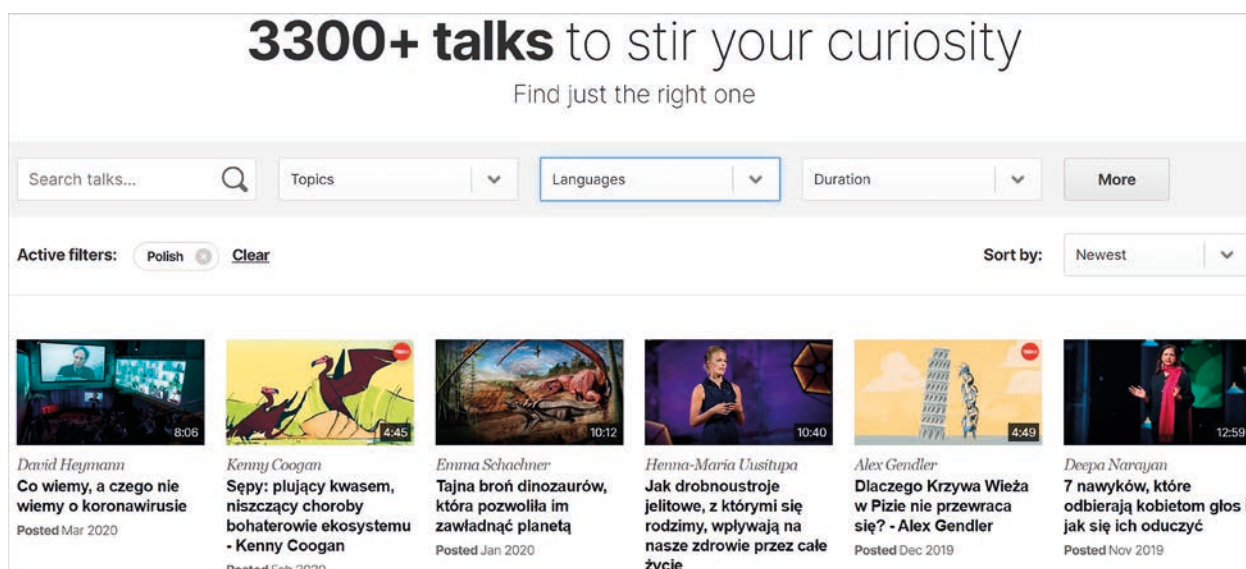 3300+ talks to stir your curiosity
Find just the right one
Search talks...
Topics
Languages
Duration
More
Active filters:
Polish
Clear
Sort by:
Newest
8:06
David Heymann
Co wiemy, a czego nie
wiemy o koronawirusie
Posted Mar 2020
4:45
Kenny Coogan
Sępy: plujący kwasem,
niszczący choroby
bohaterowie ekosystemu
- Kenny Coogan
Posted Feb 2020
10:12
Emma Schachner
Tajna broń dinozaurów,
która pozwoliła im
zawładnąć planetą
Posted Jan 2020
10:40
Henna-Maria Uusitupa
Jak drobnoustroje
jelitowe, z którymi się
rodzimy, wpływają na
nasze zdrowie przez całe
życie
4:49
Alex Gendler
Dlaczego Krzywa Wieża
w Pizie nie przewraca
się? - Alex Gendler
Posted Dec 2019
12:59
Deepa Narayan
7 nawyków, które
odbierają kobietom głos i
jak się ich oduczyć
Posted Nov 2019